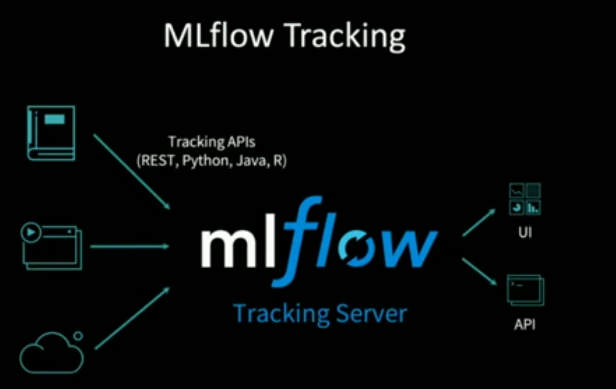 MLflow Tracking
Tracking APIs
(REST, Python, Java, R)
mlflow
Tracking Server
UI
API